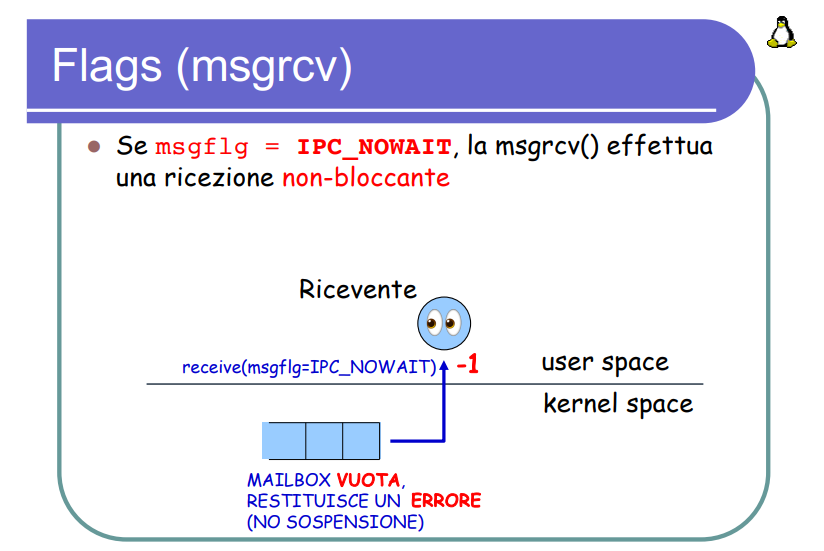 Flags (msgrcv)
Se msgflg = IPC_NOWAIT, la msgrcv() effettua
una ricezione non-bloccante
Ricevente
receive(msgflg=IPC_NOWAIT) -1
user space
kernel space
MAILBOX VUOTA,
RESTITUISCE UN ERRORE
(NO SOSPENSIONE)